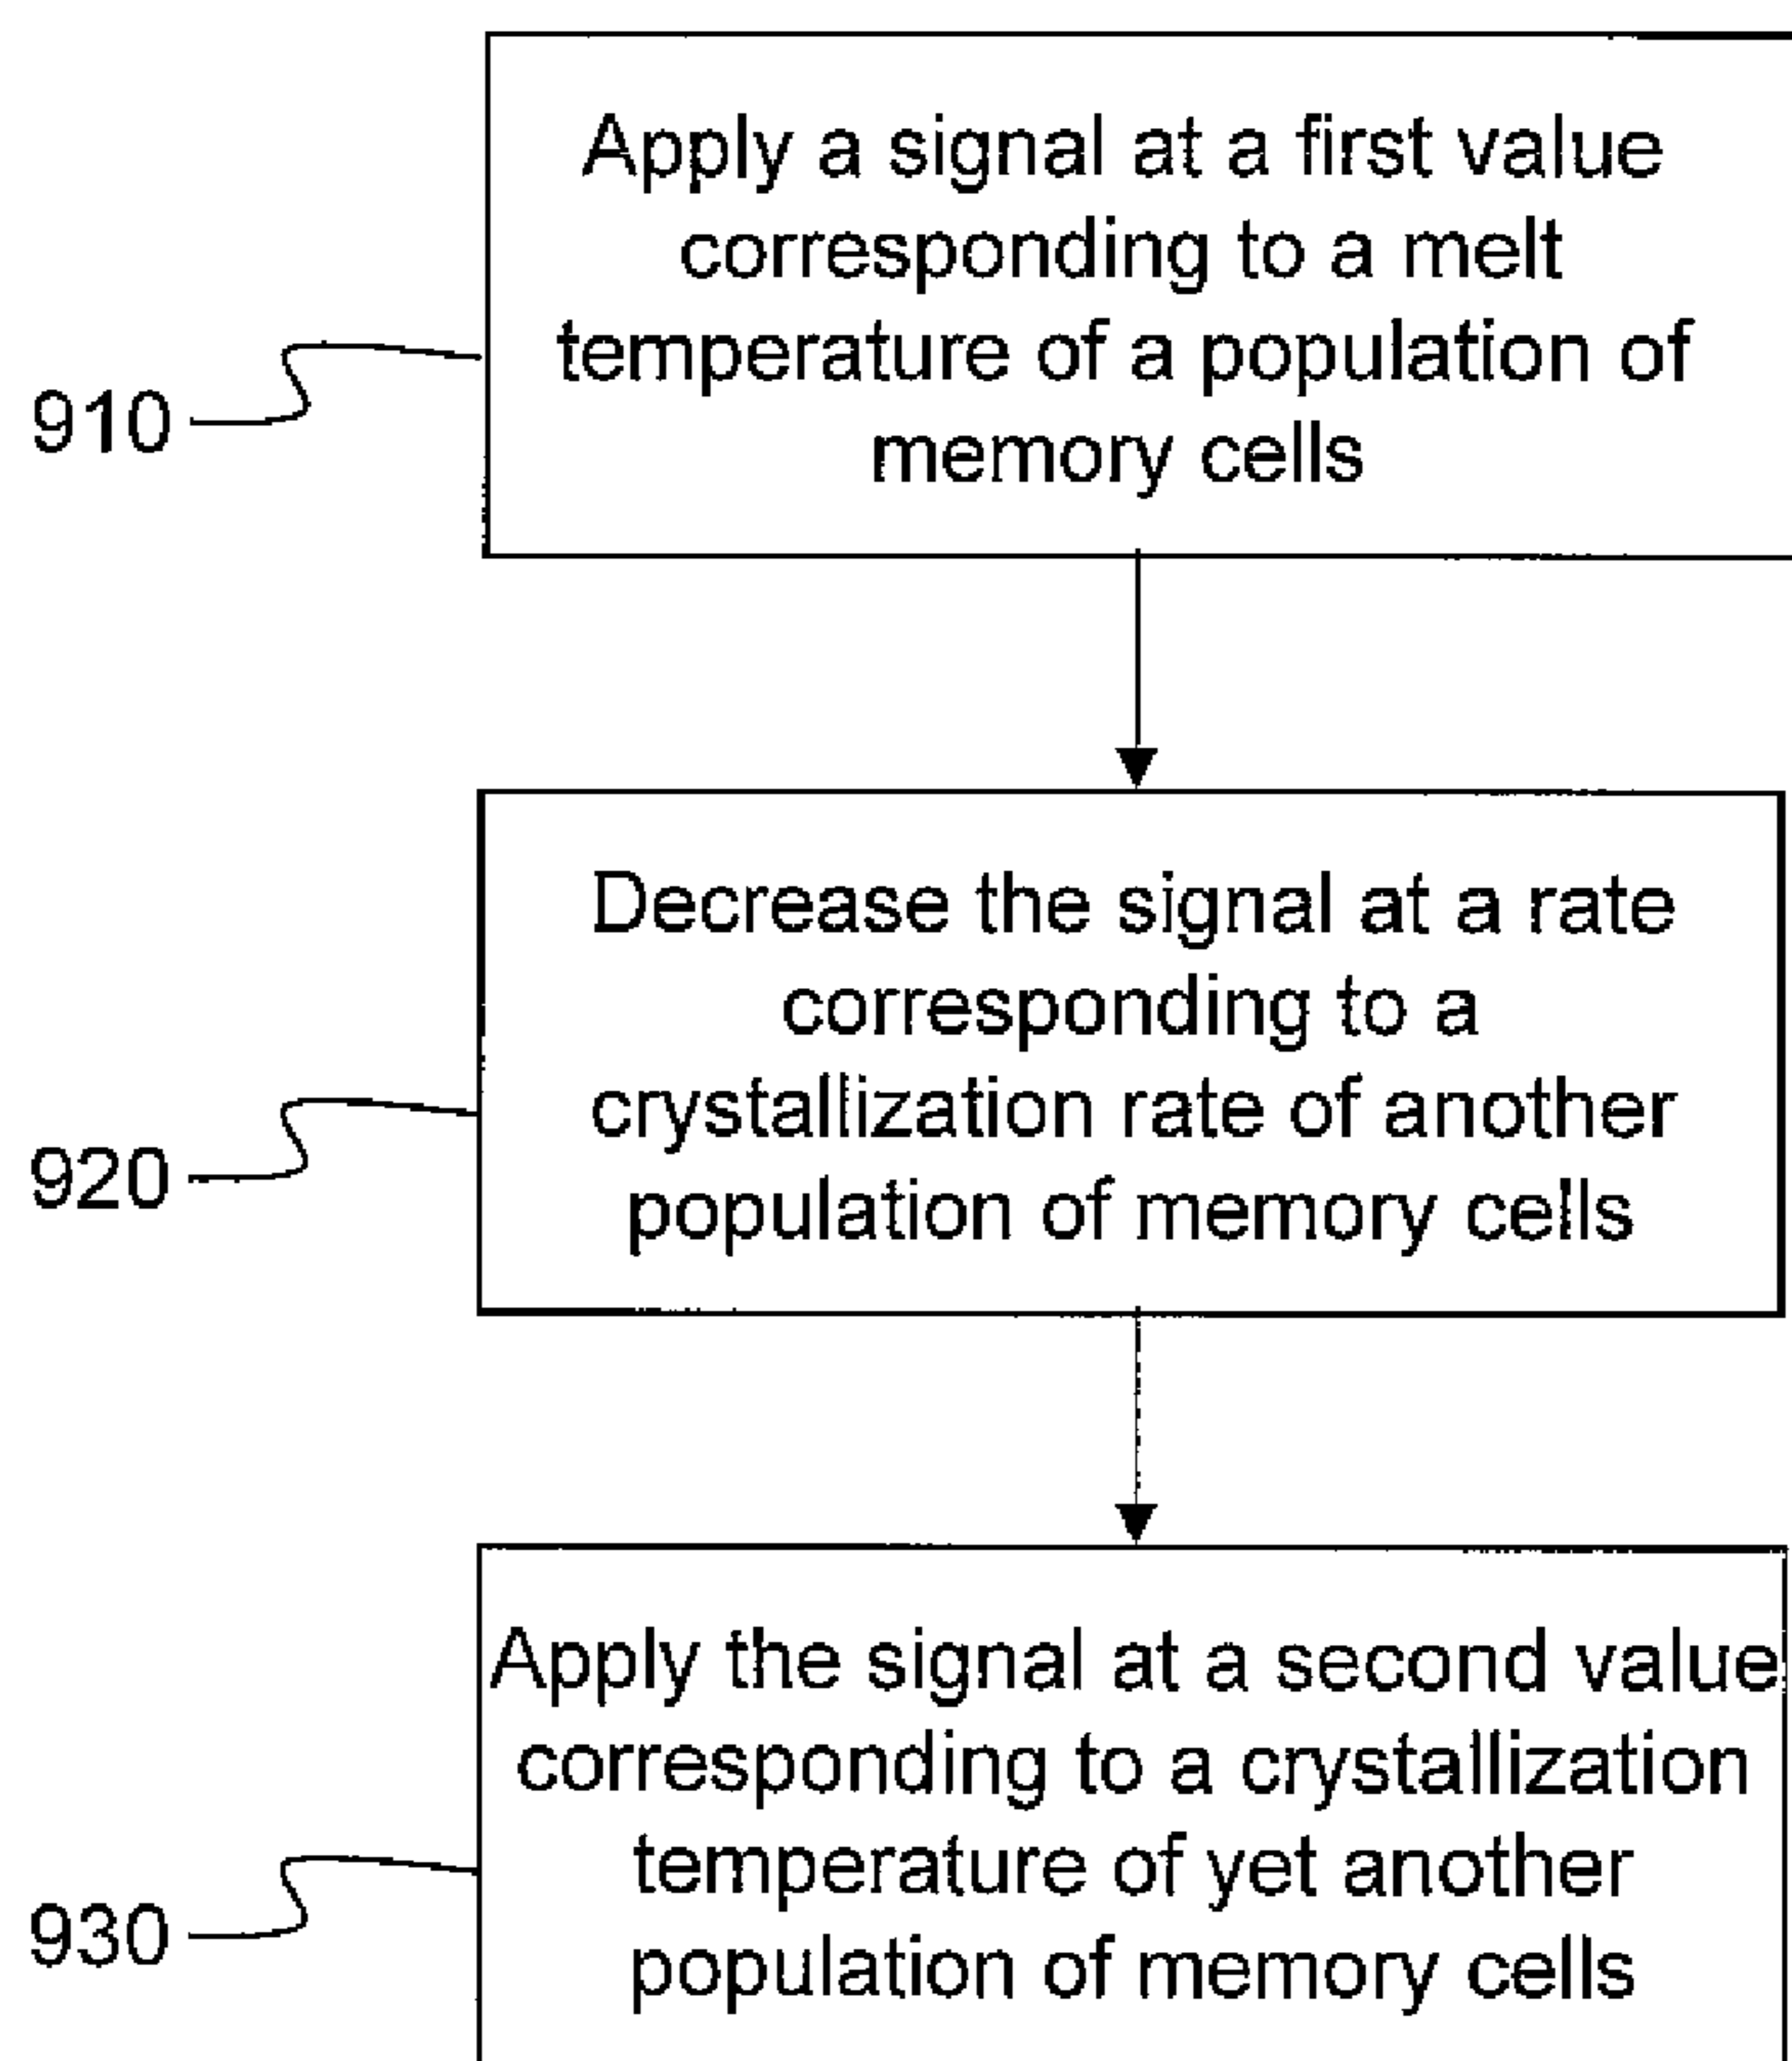 Apply a signal at a first value
corresponding to a melt
temperature of a population of
memory cells
910
Decrease the signal at a rate
corresponding to a
crystallization rate of another
population of memory cells
920
Apply the signal at a second value
corresponding to a crystallization
temperature of yet another
population of memory cells
930